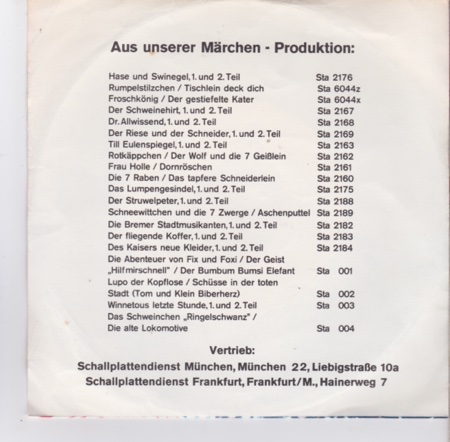 Aus unserer Märchen - Produktion:
Hase und Swinegel,1. und 2. Teil Sta 2176
Rumpelstilzchen / Tischlein deck dich Sta 6044z
Froschkönig / Der gestiefelte Kater Sta 6044x
Der Schweinehirt, 1. und 2. Teil Sta 2167
Dr. Allwissend, 1. und 2. Teil Sta 2168
Der Riese und der Schneider,1. und 2. Teil Sta 2169
Till Eulenspiegel, 1. und 2. Teil Sta 2163
Rotkäppchen / Der Wolf und die 7 Geißlein Sta 2162
Frau Holle / Dornröschen Sta 2161
Die 7 Raben / Das tapfere Schneiderlein Sta 2160
Das Lumpengesindel, 1. und 2. Teil Sta 2175
Der Struwelpeter, 1. und 2. Teil Sta 2188
Schneewittchen und die 7 Zwerge / Aschenputtel Sta 2189
Die Bremer Stadtmusikanten, 1. und 2. Teil Sta 2182
Der fliegende Koffer, 1. und 2. Teil Sta 2183
Des Kaisers neue Kleider, 1. und 2. Teil Sta 2184
Die Abenteuer von Fix und Foxi / Der Geist
„Hilfmirschnell" / Der Bumbum Bumsi Elefant Sta 001
Lupo der Kopflose / Schüsse in der toten
Stadt (Tom und Klein Biberherz) Sta 002
Winnetous letzte Stunde, 1. und 2. Teil Sta 003
Das Schweinchen „Ringelschwanz" /
Die alte Lokomotive Sta 004
Vertrieb:
Schallplattendienst München, München 22, Liebigstraße 10a
Schallplattendienst Frankfurt, Frankfurt/M., Hainerweg 7